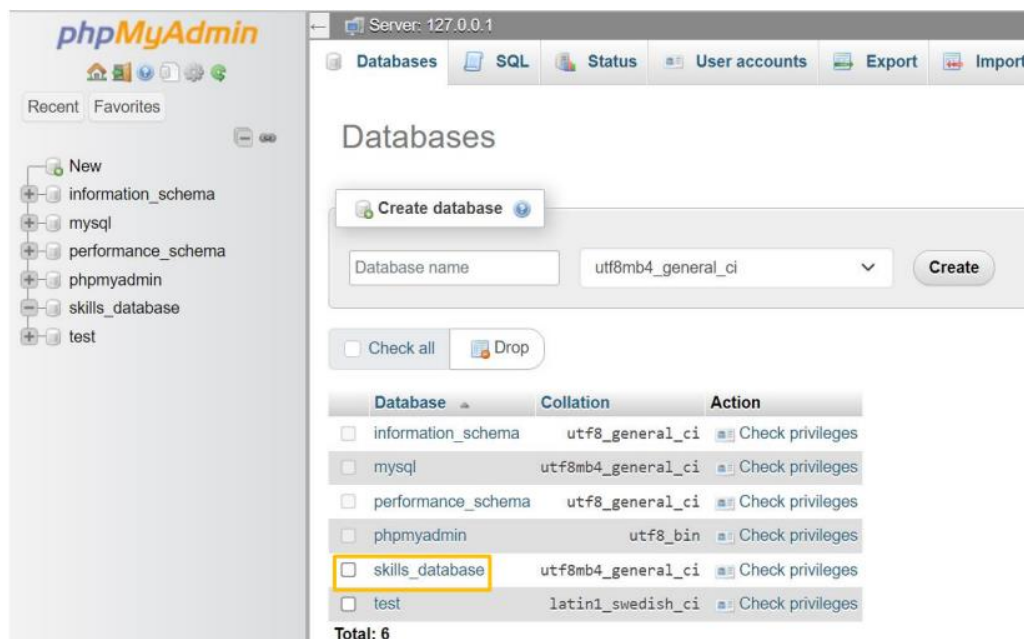 phpMyAdmin
Recent Favorites
New
information_schema
mysql
performance_schema
phpmyadmin
skills_database
test
← Server: 127.0.0.1
Databases SQL Status User accounts Export Import
Databases
Create database
Database name utf8mb4_general_ci Create
Check all Drop
Database Collation Action
information_schema utf8_general_ci Check privileges
mysql utf8mb4_general_ci Check privileges
performance_schema utf8_general_ci Check privileges
phpmyadmin utf8_bin Check privileges
skills_database utf8mb4_general_ci Check privileges
test latin1_swedish_ci Check privileges
Total: 6